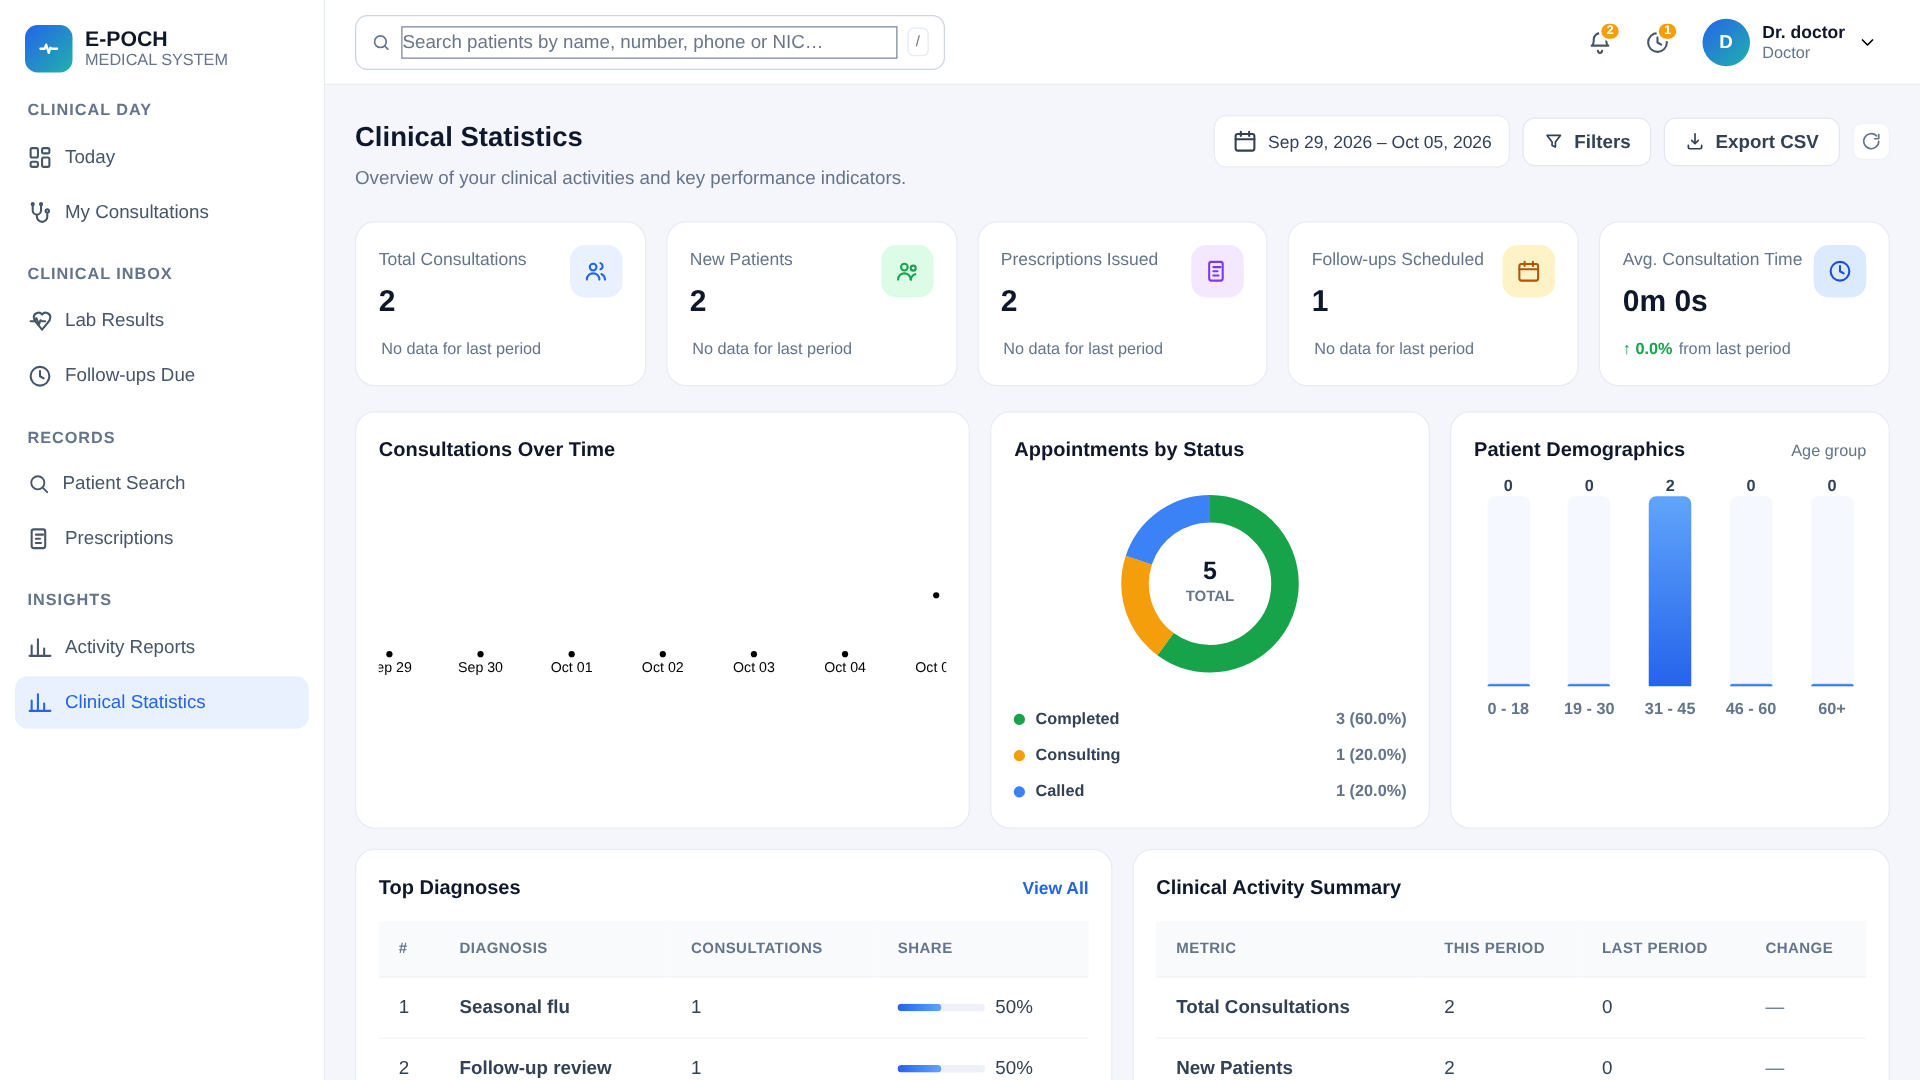 E-POCH
MEDICAL SYSTEM
CLINICAL DAY
Today
My Consultations
CLINICAL INBOX
Lab Results
Follow-ups Due
RECORDS
Patient Search
Prescriptions
INSIGHTS
Activity Reports
Clinical Statistics
Search patients by name, number, phone or NIC…
/
2
1
D
Dr. doctor
Doctor
Clinical Statistics
Overview of your clinical activities and key performance indicators.
Sep 29, 2026 – Oct 05, 2026
Filters
Export CSV
Total Consultations
2
No data for last period
New Patients
2
No data for last period
Prescriptions Issued
2
No data for last period
Follow-ups Scheduled
1
No data for last period
Avg. Consultation Time
0m 0s
↑ 0.0% from last period
Consultations Over Time
ep 29 Sep 30 Oct 01 Oct 02 Oct 03 Oct 04 Oct 0
Appointments by Status
5
TOTAL
Completed 3 (60.0%)
Consulting 1 (20.0%)
Called 1 (20.0%)
Patient Demographics Age group
0 0 2 0 0
0 - 18 19 - 30 31 - 45 46 - 60 60+
Top Diagnoses View All
# DIAGNOSIS CONSULTATIONS SHARE
1 Seasonal flu 1 50%
2 Follow-up review 1 50%
Clinical Activity Summary
METRIC THIS PERIOD LAST PERIOD CHANGE
Total Consultations 2 0 —
New Patients 2 0 —